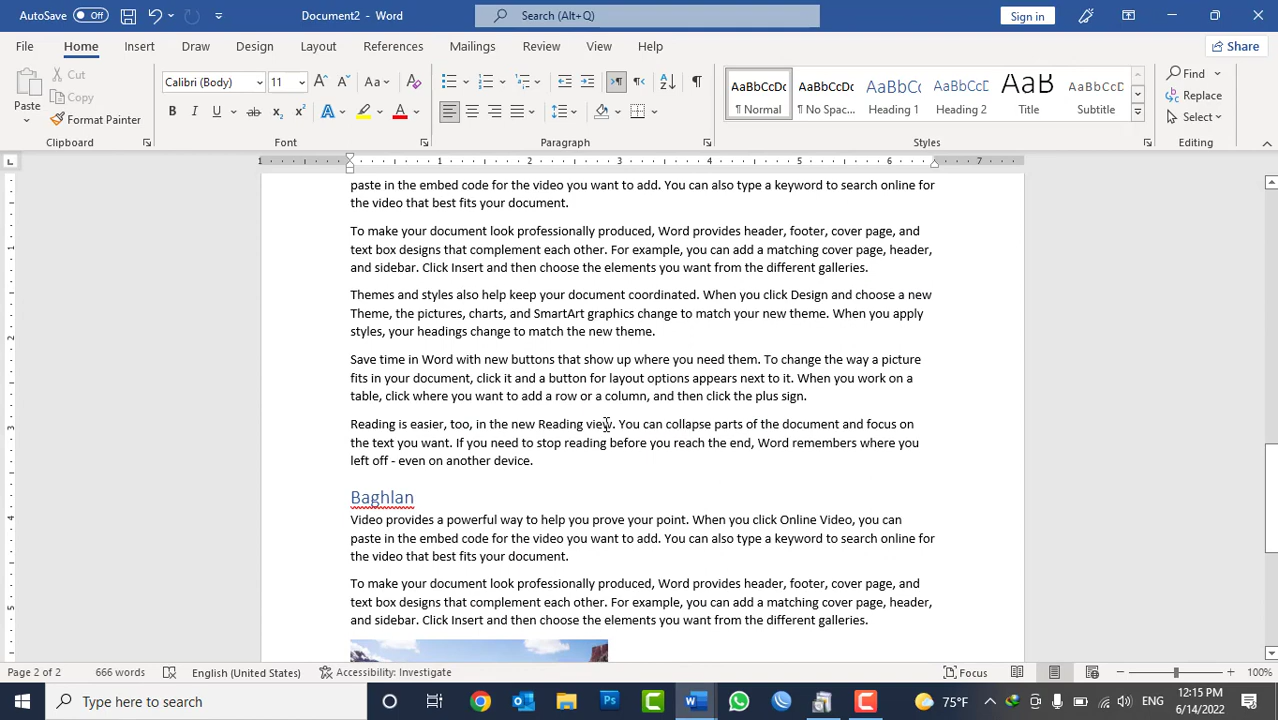 AutoSave Off Document2 - Word Search (Alt+Q) Sign in
File Home Insert Draw Design Layout References Mailings Review View Help Share
Paste Cut Copy Format Painter
Calibri (Body) 11
AaBbCcDc AaBbCcDc AaBbCc AaBbCcD AaB AaBbCcDc
¶ Normal ¶ No Spac... Heading 1 Heading 2 Title Subtitle
Find Replace Select
Clipboard Font Paragraph Styles Editing
1 1 2 3 4 5 6 7
paste in the embed code for the video you want to add. You can also type a keyword to search online for
the video that best fits your document.
To make your document look professionally produced, Word provides header, footer, cover page, and
text box designs that complement each other. For example, you can add a matching cover page, header,
and sidebar. Click Insert and then choose the elements you want from the different galleries.
Themes and styles also help keep your document coordinated. When you click Design and choose a new
Theme, the pictures, charts, and SmartArt graphics change to match your new theme. When you apply
styles, your headings change to match the new theme.
Save time in Word with new buttons that show up where you need them. To change the way a picture
fits in your document, click it and a button for layout options appears next to it. When you work on a
table, click where you want to add a row or a column, and then click the plus sign.
Reading is easier, too, in the new Reading view. You can collapse parts of the document and focus on
the text you want. If you need to stop reading before you reach the end, Word remembers where you
left off - even on another device.
Baghlan
Video provides a powerful way to help you prove your point. When you click Online Video, you can
paste in the embed code for the video you want to add. You can also type a keyword to search online for
the video that best fits your document.
To make your document look professionally produced, Word provides header, footer, cover page, and
text box designs that complement each other. For example, you can add a matching cover page, header,
and sidebar. Click Insert and then choose the elements you want from the different galleries.
Page 2 of 2 666 words English (United States) Accessibility: Investigate Focus 100%
Type here to search 75°F ENG 12:15 PM
6/14/2022